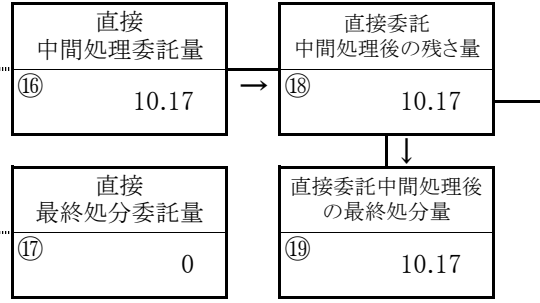 直接
中間処理委託量
⑯
10.17
→
直接委託
中間処理後の残さ量
⑱
10.17
↓
直接
最終処分委託量
⑰
0
直接委託中間処理後
の最終処分量
⑲
10.17